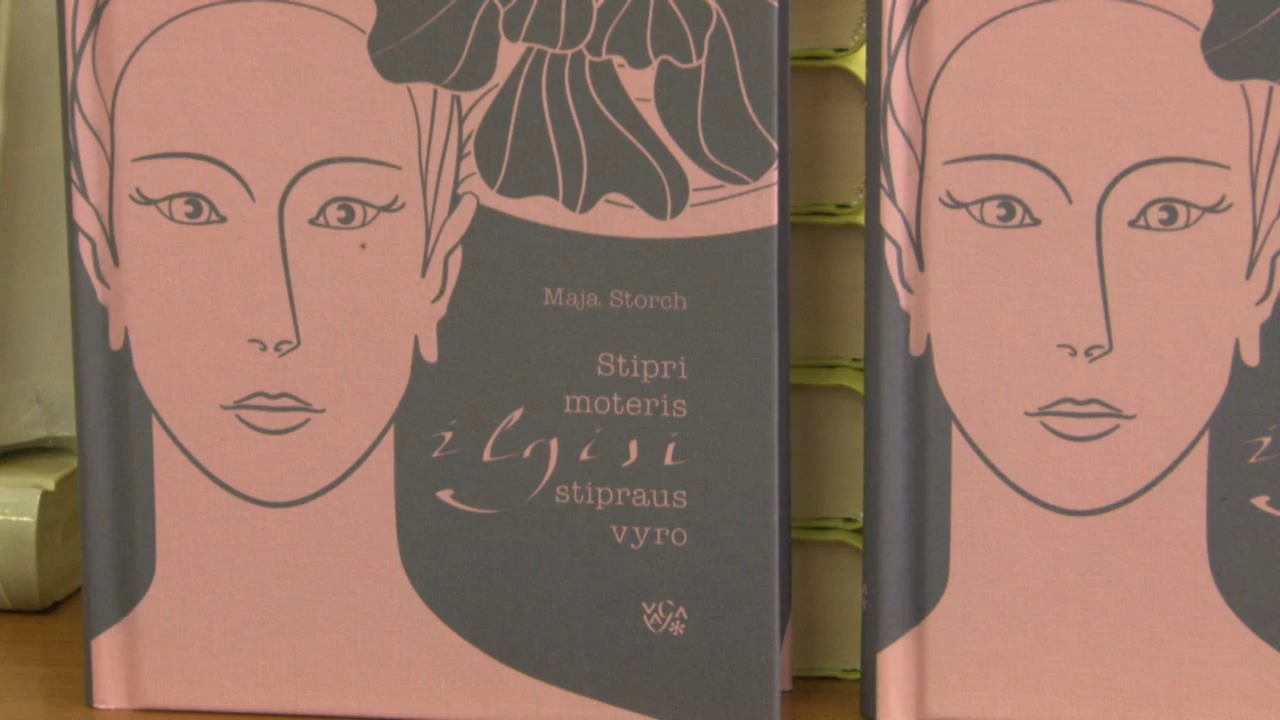 Maja Storch
Stipri
moteris
ilgisi
stipraus
vyro